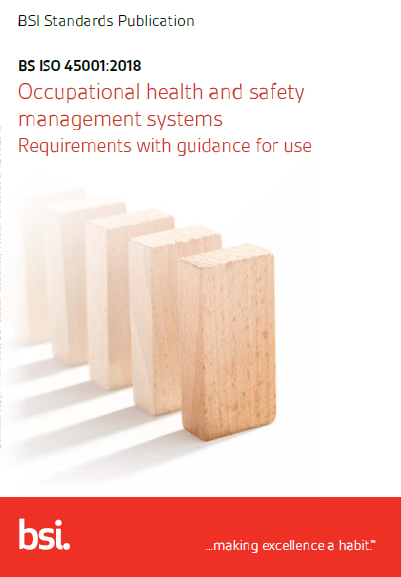 BSI Standards Publication
BS ISO 45001:2018
Occupational health and safety
management systems
Requirements with guidance for use
bsi.
...making excellence a habit.™